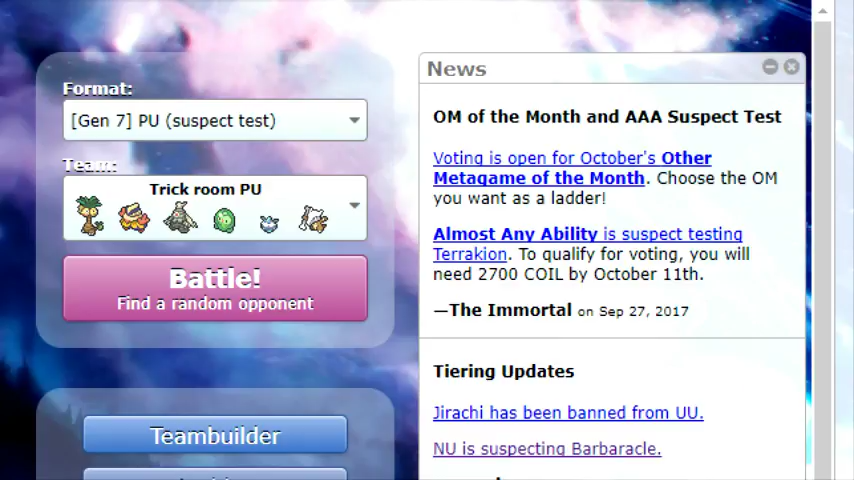 Format:
[Gen 7] PU (suspect test)
Team:
Trick room PU
Battle!
Find a random opponent
Teambuilder
News
OM of the Month and AAA Suspect Test
Voting is open for October's Other
Metagame of the Month. Choose the OM
you want as a ladder!
Almost Any Ability is suspect testing
Terrakion. To qualify for voting, you will
need 2700 COIL by October 11th.
—The Immortal on Sep 27, 2017
Tiering Updates
Jirachi has been banned from UU.
NU is suspecting Barbaracle.